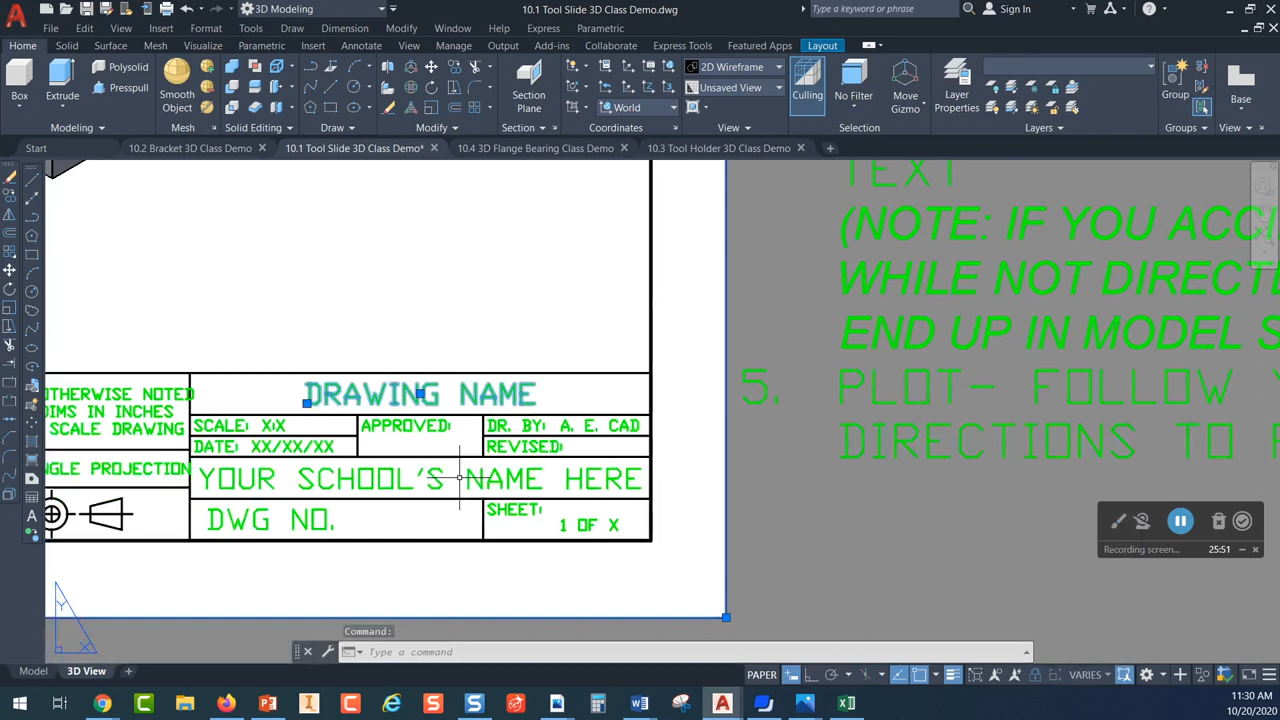 3D Modeling
10.1 Tool Slide 3D Class Demo.dwg
Type a keyword or phrase
Sign In
File Edit View Insert Format Tools Draw Dimension Modify Window Help Express Parametric
Home Solid Surface Mesh Visualize Parametric Insert Annotate View Manage Output Add-ins Collaborate Express Tools Featured Apps Layout
Box
Extrude
Polysolid
Presspull
Smooth
Object
Section
Plane
World
2D Wireframe
Unsaved View
Culling
No Filter
Move
Gizmo
Layer
Properties
Group
Base
Modeling Mesh Solid Editing Draw Modify Section Coordinates View Selection Layers Groups View
Start 10.2 Bracket 3D Class Demo 10.1 Tool Slide 3D Class Demo* 10.4 3D Flange Bearing Class Demo 10.3 Tool Holder 3D Class Demo
TEXT
(NOTE: IF YOU ACCI
WHILE NOT DIRECTE
END UP IN MODEL S
5. PLOT- FOLLOW Y
DIRECTIONS TO P
OTHERWISE NOTED
DIMS IN INCHES
SCALE DRAWING
NGLE PROJECTION
DRAWING NAME
SCALE: X:X
APPROVED:
DR. BY: A. E. CAD
DATE: XX/XX/XX
REVISED:
YOUR SCHOOL'S NAME HERE
DWG NO.
SHEET:
1 OF X
Recording screen...
25:51
Y
X
Command:
Type a command
Model 3D View
PAPER
VARIES
11:30 AM
10/20/2020